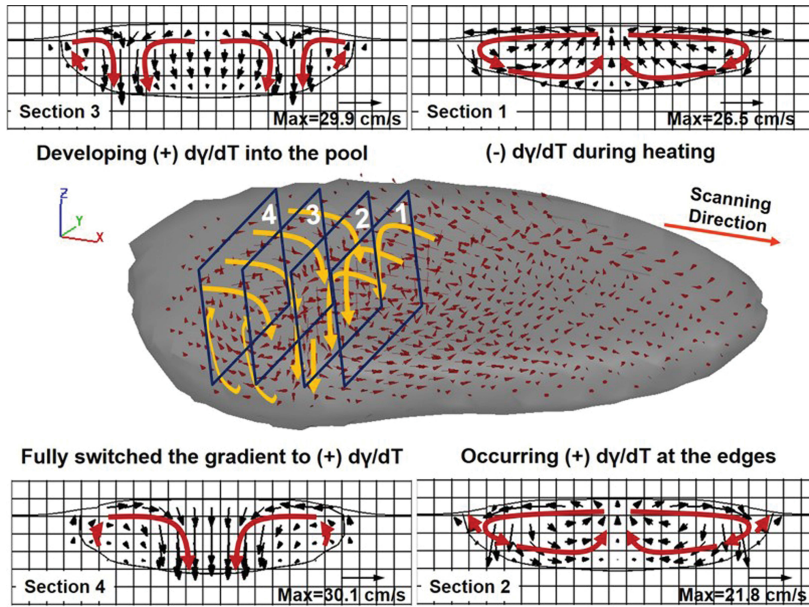 Section 3
Max=29.9 cm/s
Section 1
Max=26.5 cm/s
Developing (+) dγ/dT into the pool
(-) dγ/dT during heating
Z
Y
X
4
3
2
1
Scanning
Direction
Fully switched the gradient to (+) dγ/dT
Occurring (+) dγ/dT at the edges
Section 4
Max=30.1 cm/s
Section 2
Max=21.8 cm/s